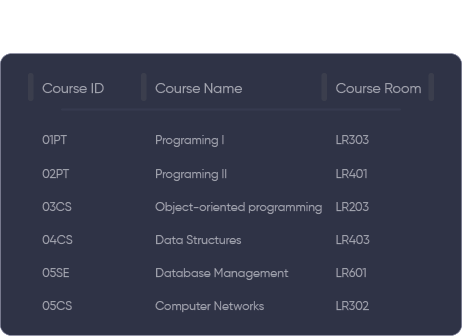 Course ID Course Name Course Room
01PT Programing I LR303
02PT Programing II LR401
03CS Object-oriented programming LR203
04CS Data Structures LR403
05SE Database Management LR601
05CS Computer Networks LR302